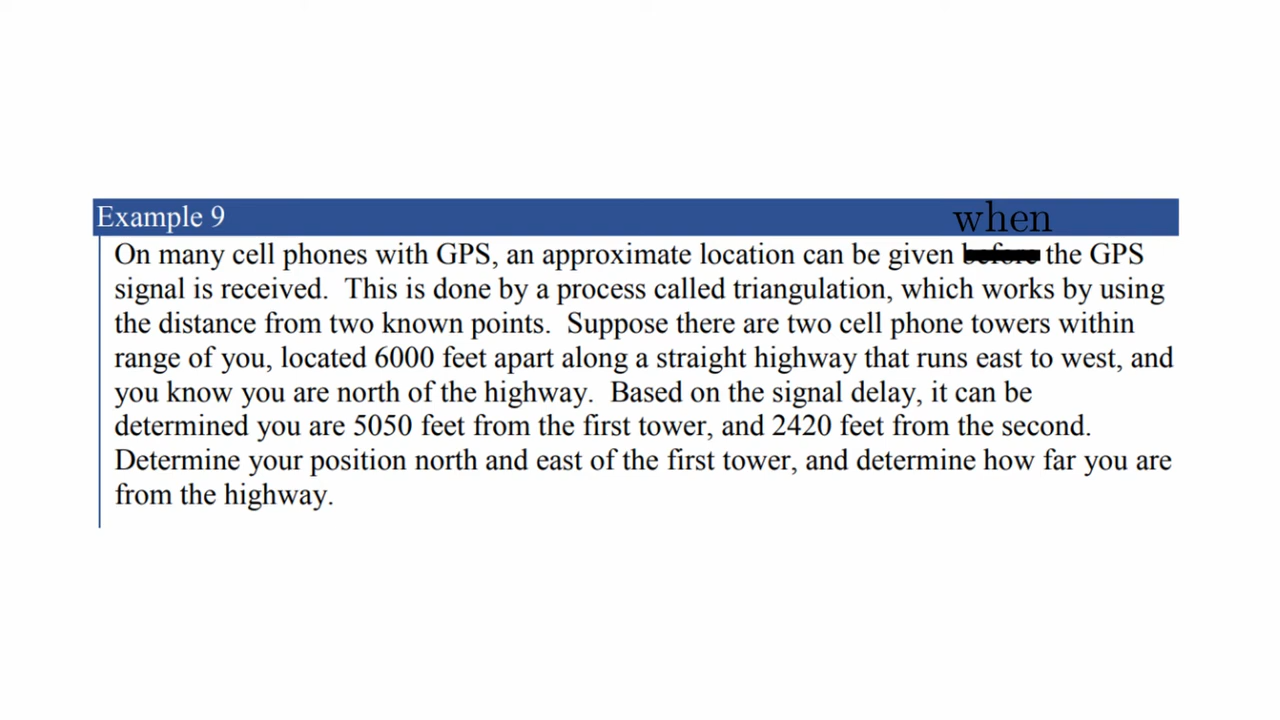 Example 9
when
On many cell phones with GPS, an approximate location can be given before the GPS
signal is received. This is done by a process called triangulation, which works by using
the distance from two known points. Suppose there are two cell phone towers within
range of you, located 6000 feet apart along a straight highway that runs east to west, and
you know you are north of the highway. Based on the signal delay, it can be
determined you are 5050 feet from the first tower, and 2420 feet from the second.
Determine your position north and east of the first tower, and determine how far you are
from the highway.